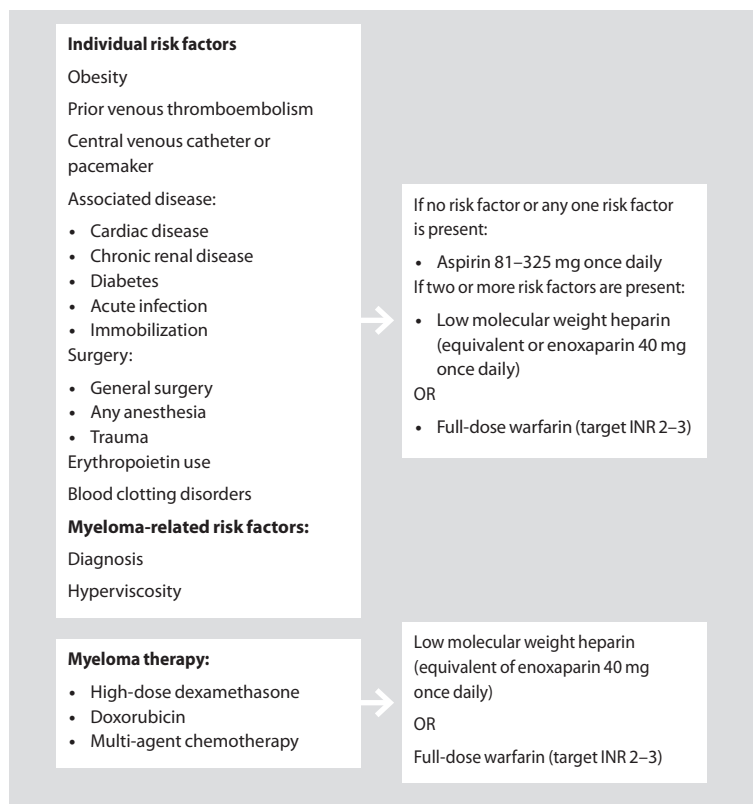 Individual risk factors
Obesity
Prior venous thromboembolism
Central venous catheter or
pacemaker
Associated disease:
• Cardiac disease
• Chronic renal disease
• Diabetes
• Acute infection
• Immobilization
Surgery:
• General surgery
• Any anesthesia
• Trauma
Erythropoietin use
Blood clotting disorders
Myeloma-related risk factors:
Diagnosis
Hyperviscosity
If no risk factor or any one risk factor
is present:
• Aspirin 81–325 mg once daily
If two or more risk factors are present:
• Low molecular weight heparin
(equivalent or enoxaparin 40 mg
once daily)
OR
• Full-dose warfarin (target INR 2–3)
Myeloma therapy:
• High-dose dexamethasone
• Doxorubicin
• Multi-agent chemotherapy
Low molecular weight heparin
(equivalent of enoxaparin 40 mg
once daily)
OR
Full-dose warfarin (target INR 2–3)